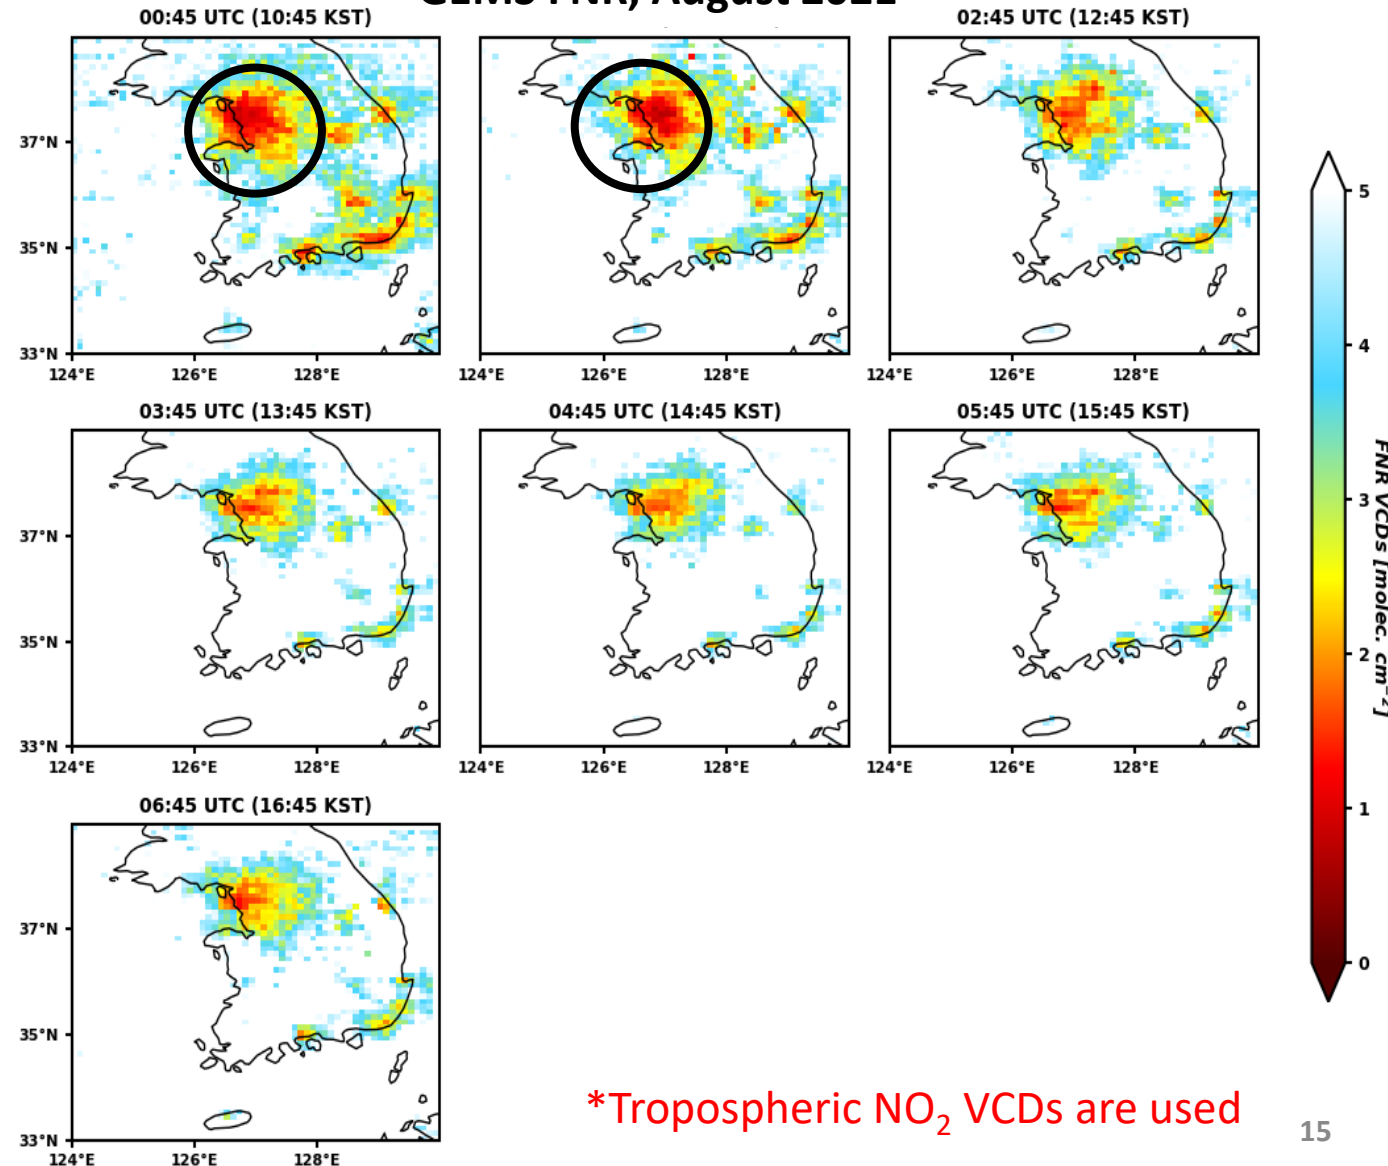 00:45 UTC (10:45 KST)
02:45 UTC (12:45 KST)
37°N
35°N
33°N
124°E 126°E 128°E
124°E 126°E 128°E
124°E 126°E 128°E
03:45 UTC (13:45 KST)
04:45 UTC (14:45 KST)
05:45 UTC (15:45 KST)
37°N
35°N
33°N
124°E 126°E 128°E
124°E 126°E 128°E
124°E 126°E 128°E
06:45 UTC (16:45 KST)
37°N
35°N
33°N
124°E 126°E 128°E
5
4
3
2
1
0
FNR VCDs [molec. cm⁻²]
*Tropospheric NO₂ VCDs are used
15